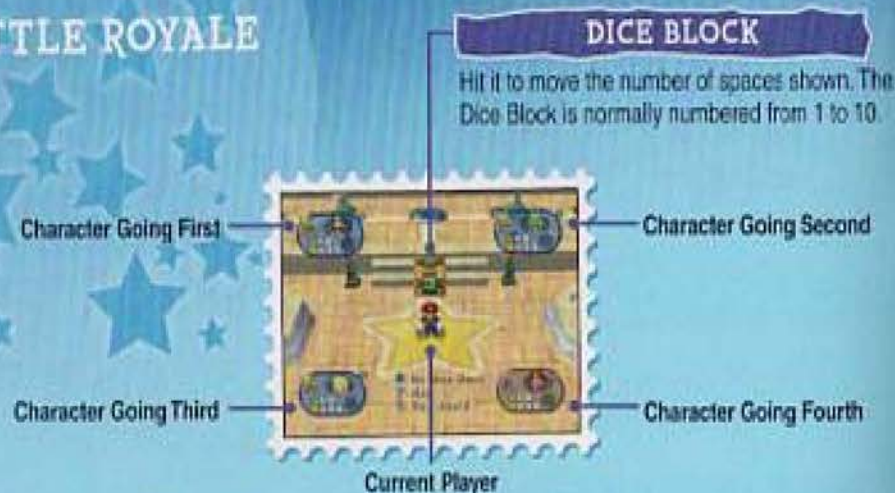 TTLE ROYALE
DICE BLOCK
Hit it to move the number of spaces shown. The
Dice Block is normally numbered from 1 to 10.
Character Going First
Character Going Second
Character Going Third
Character Going Fourth
Current Player